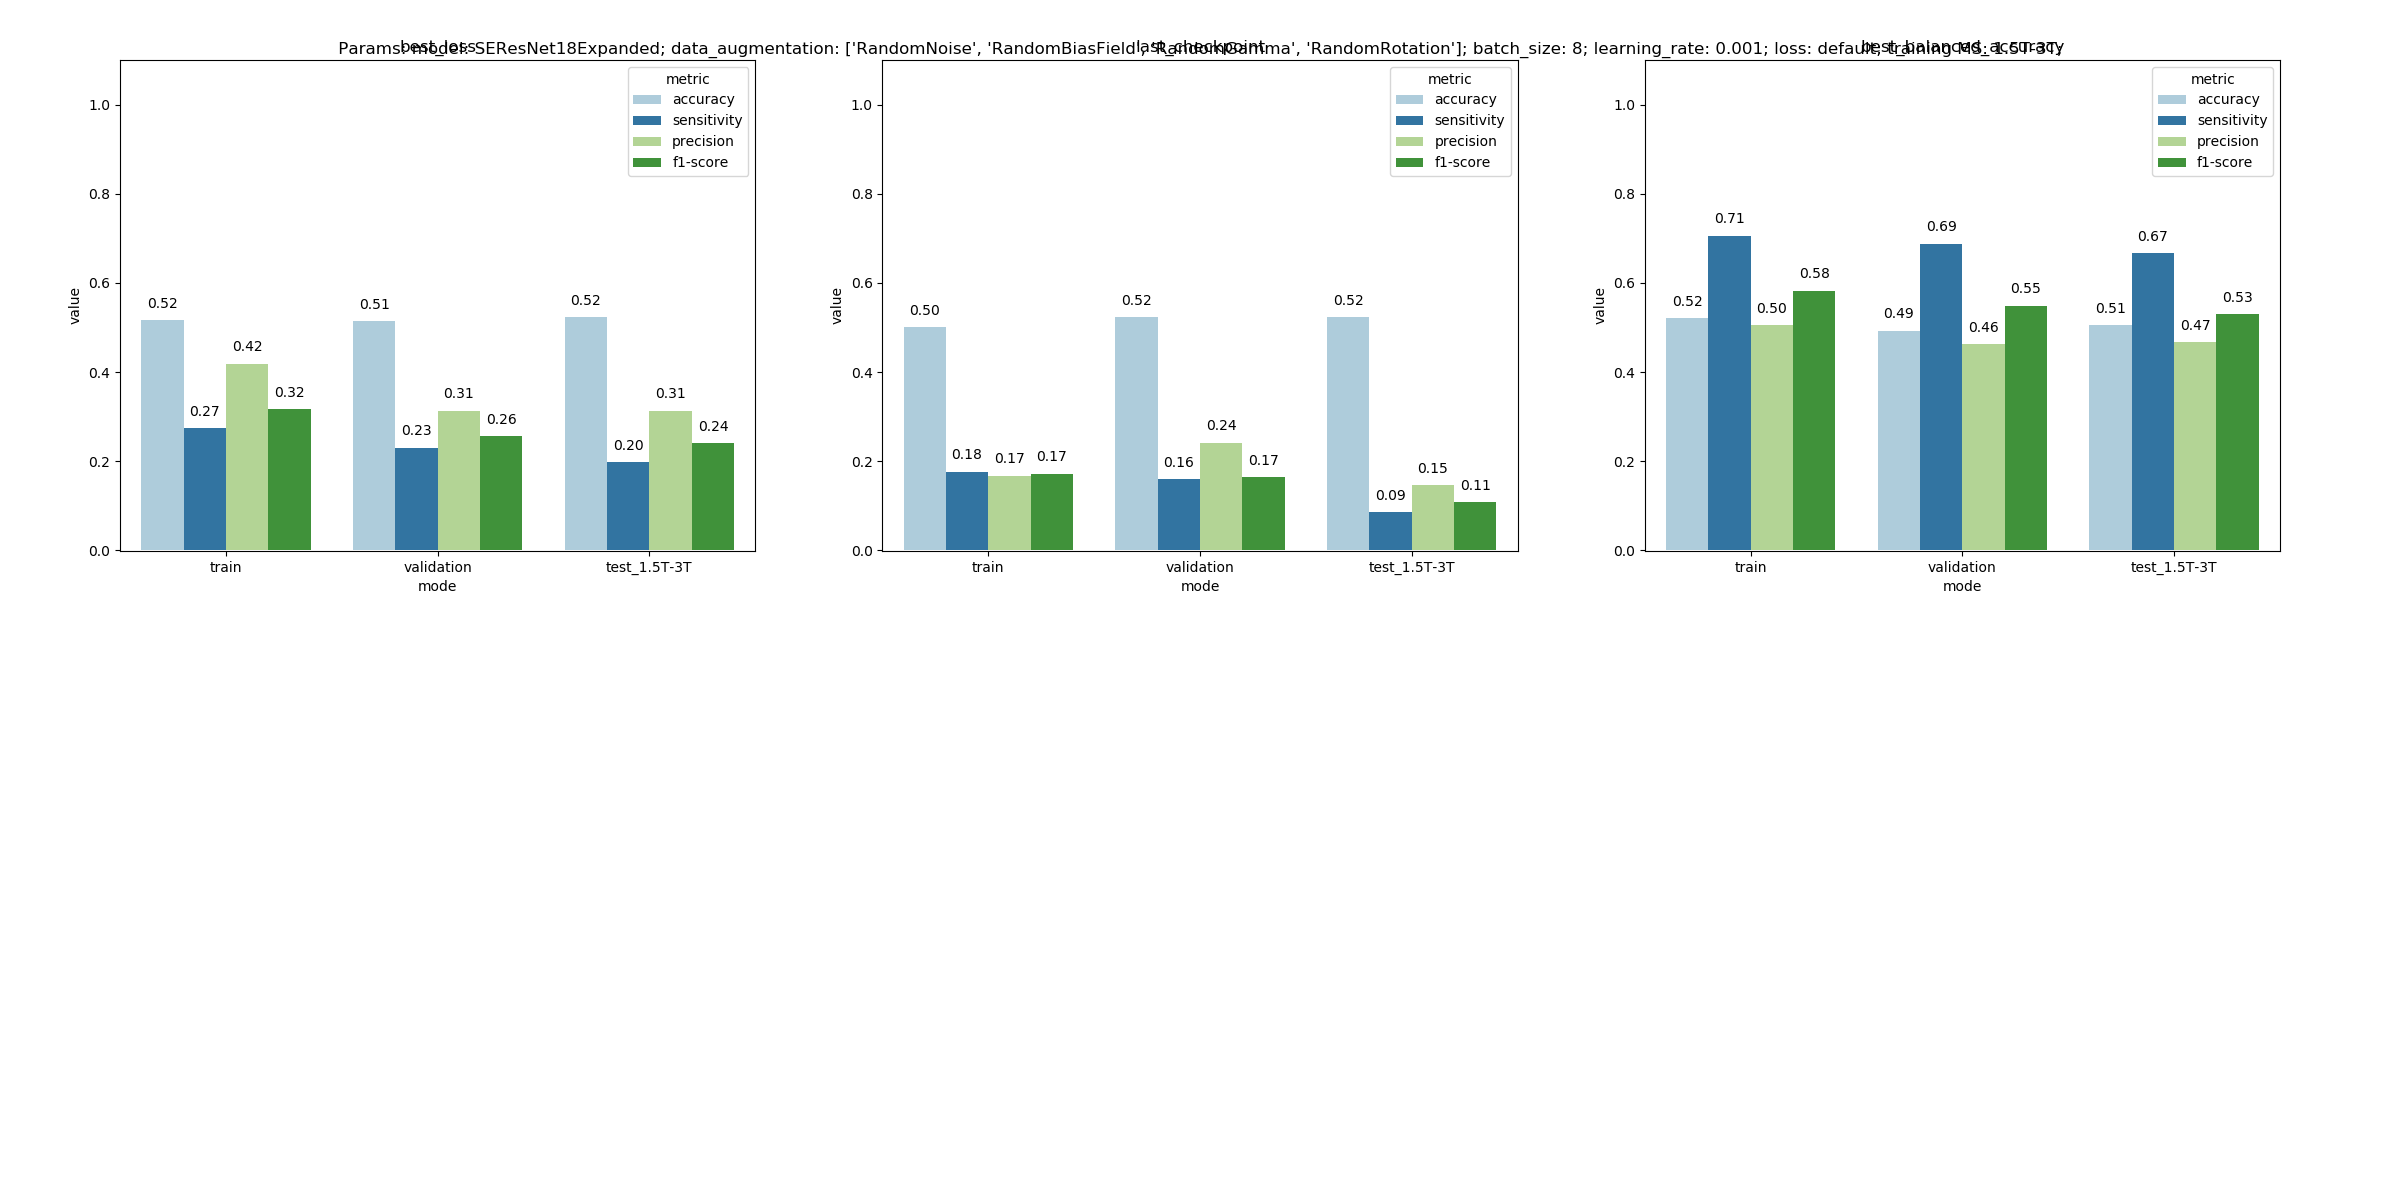 best_loss
last_checkpoint
best_balanced_accuracy
Params: model: SEResNet18Expanded; data_augmentation: ['RandomNoise', 'RandomBiasField', 'RandomGamma', 'RandomRotation']; batch_size: 8; learning_rate: 0.001; loss: default; training MS: 1.5T-3T;
metric
accuracy
sensitivity
precision
f1-score
1.0
0.8
0.6
0.4
0.2
0.0
value
0.52
0.27
0.42
0.32
0.51
0.23
0.31
0.26
0.52
0.20
0.31
0.24
train
validation
test_1.5T-3T
mode
metric
accuracy
sensitivity
precision
f1-score
1.0
0.8
0.6
0.4
0.2
0.0
value
0.50
0.18
0.17
0.17
0.52
0.16
0.24
0.17
0.52
0.09
0.15
0.11
train
validation
test_1.5T-3T
mode
metric
accuracy
sensitivity
precision
f1-score
1.0
0.8
0.6
0.4
0.2
0.0
value
0.52
0.71
0.50
0.58
0.49
0.69
0.46
0.55
0.51
0.67
0.47
0.53
train
validation
test_1.5T-3T
mode